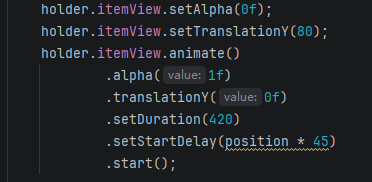 holder.itemView.setAlpha(0f);
holder.itemView.setTranslationY(80);
holder.itemView.animate()
.alpha( value: 1f)
.translationY( value: 0f)
.setDuration(420)
.setStartDelay(position * 45)
.start();